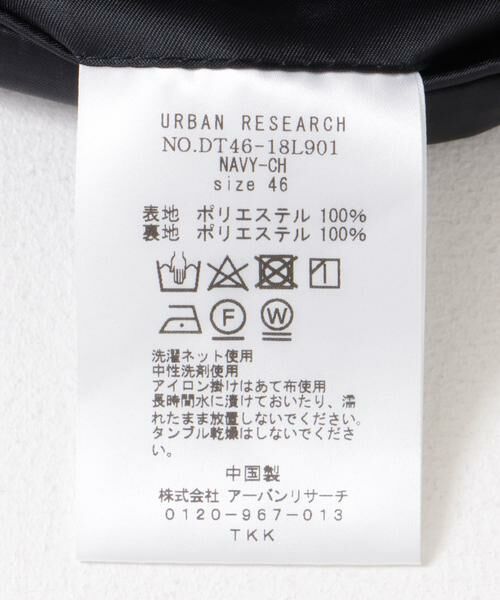 URBAN RESEARCH
NO.DT46-18L901
NAVY-CH
size 46
表地 ポリエステル 100%
裏地 ポリエステル 100%
F
W
洗濯ネット使用
中性洗剤使用
アイロン掛けはあて布使用
長時間水に漬けておいたり、濡
れたまま放置しないでください。
タンブル乾燥はしないでくださ
い。
中国製
株式会社 アーバンリサーチ
0120-967-013
TKK